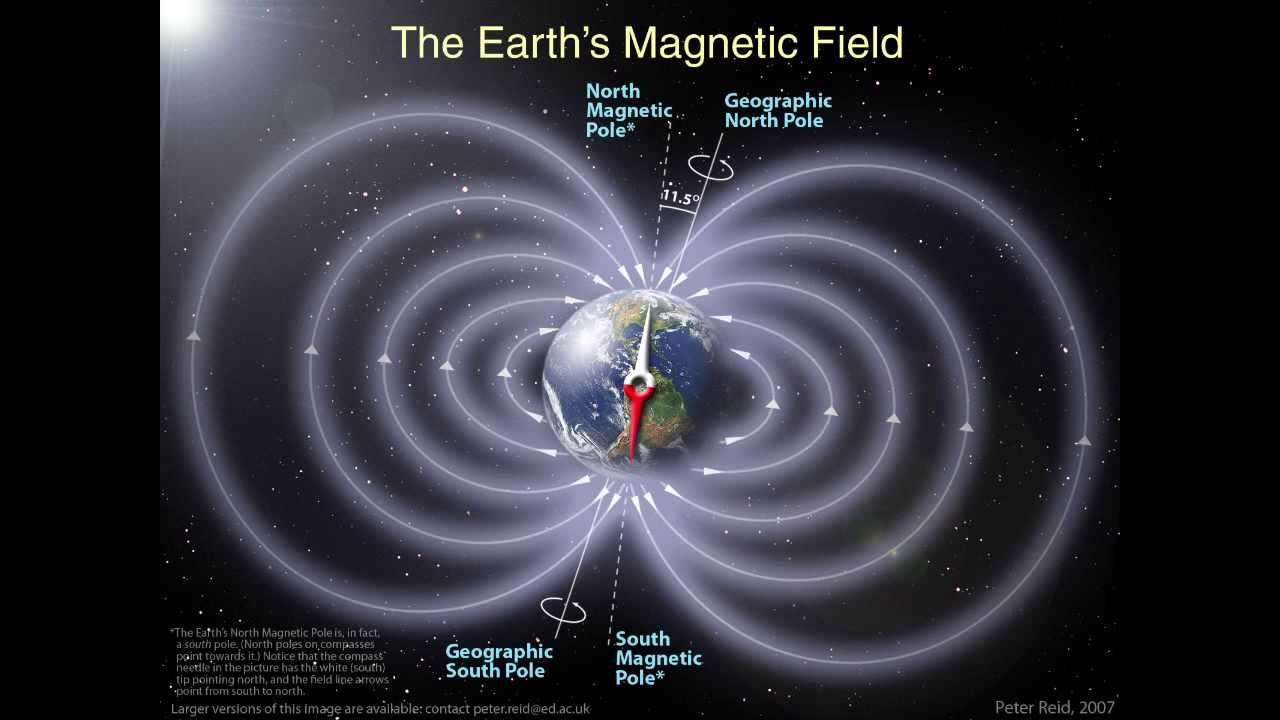 The Earth's Magnetic Field
North
Magnetic
Pole*
Geographic
North Pole
11.5°
Geographic
South Pole
South
Magnetic
Pole*
*The Earth's North Magnetic Pole is, in fact,
a south pole. (North poles on compasses
point towards it.) Notice that the compass
needle in the picture has the white (south)
tip pointing north, and the field line arrows
point from south to north.
Larger versions of this image are available: contact peter.reid@ed.ac.uk
Peter Reid, 2007